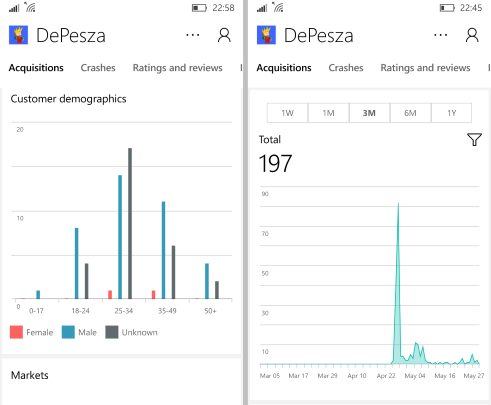 22:58
DePesza
Acquisitions Crashes Ratings and reviews
Customer demographics
20
10
0
0-17 18-24 25-34 35-49 50+
Female Male Unknown
Markets
22:45
DePesza
Acquisitions Crashes Ratings and reviews
1W 1M 3M 6M 1Y
Total
197
90
70
50
30
10
Mar 05 Mar 17 Mar 29 Apr 10 Apr 22 May 04 May 16 May 27